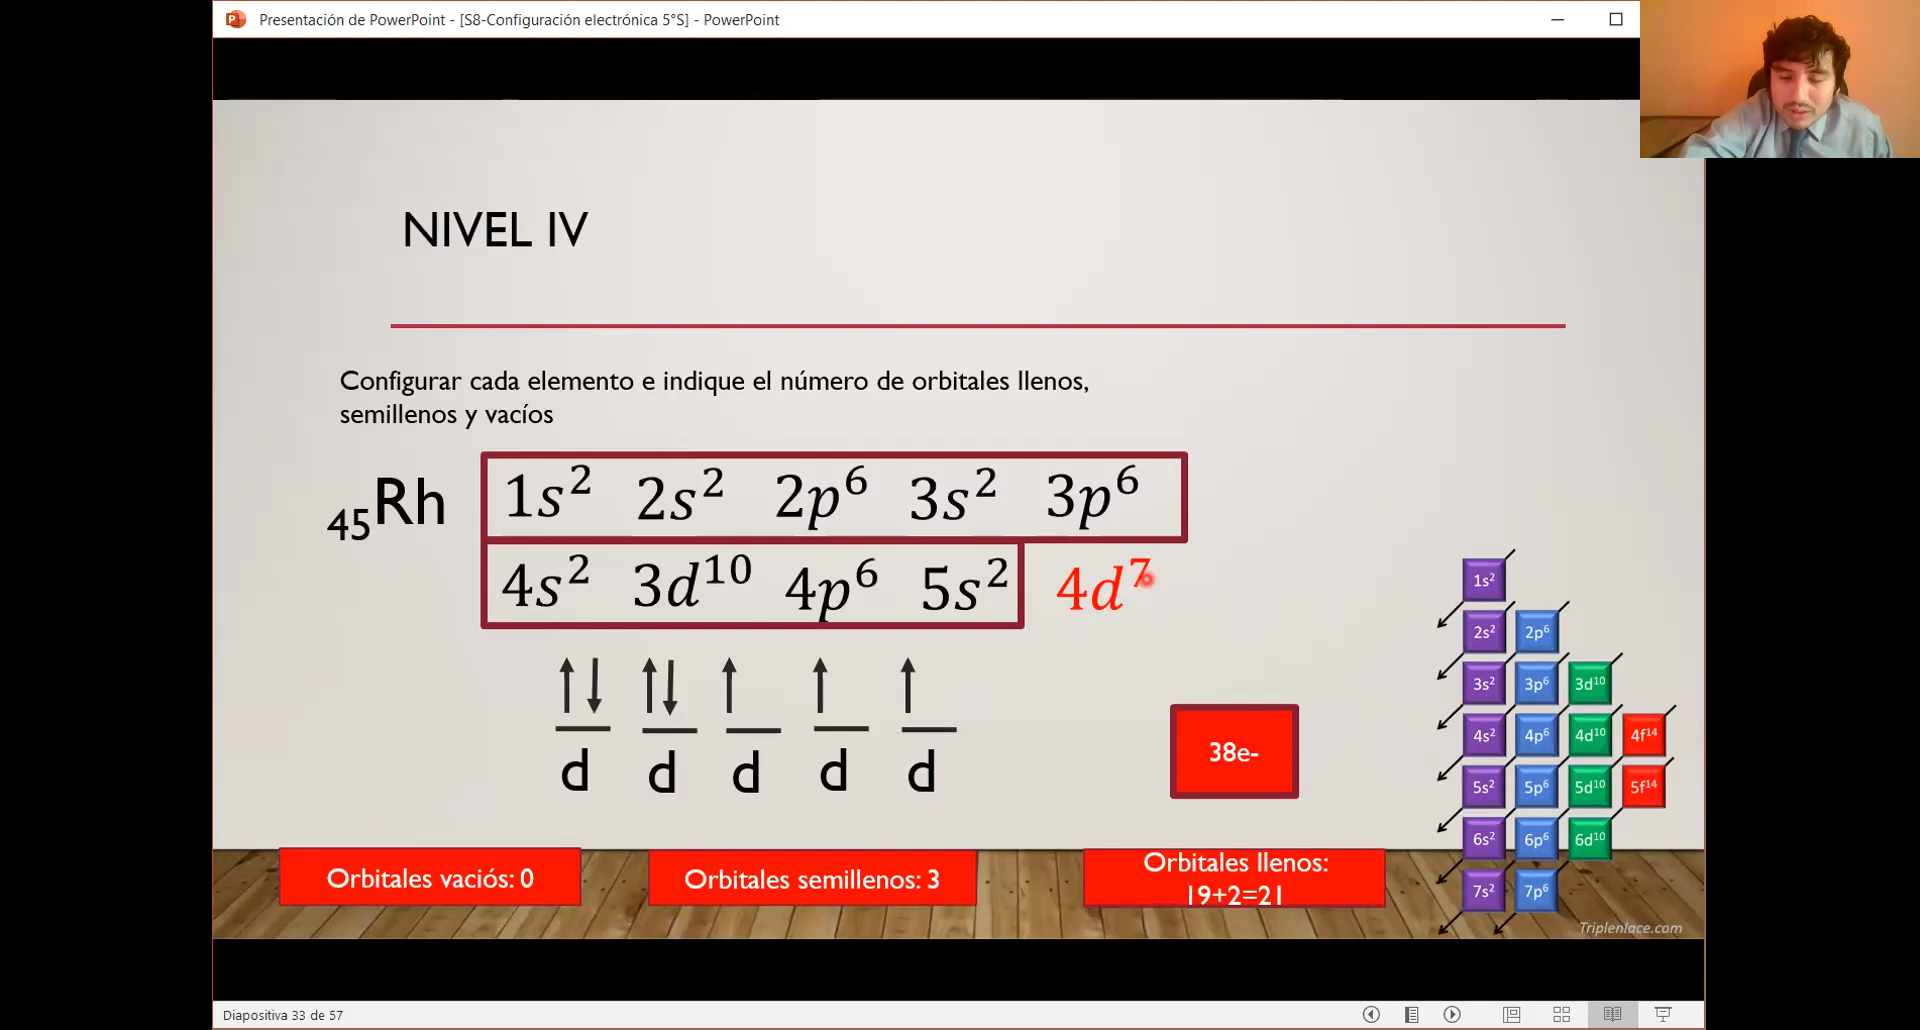 Presentación de PowerPoint - [S8-Configuración electrónica 5°S] - PowerPoint
NIVEL IV
Configurar cada elemento e indique el número de orbitales llenos,
semillenos y vacíos
₄₅Rh 1s² 2s² 2p⁶ 3s² 3p⁶
4s² 3d¹⁰ 4p⁶ 5s² 4d⁷
d d d d d
38e-
Orbitales vaciós: 0
Orbitales semillenos: 3
Orbitales llenos:
19+2=21
1s²
2s² 2p⁶
3s² 3p⁶ 3d¹⁰
4s² 4p⁶ 4d¹⁰ 4f¹⁴
5s² 5p⁶ 5d¹⁰ 5f¹⁴
6s² 6p⁶ 6d¹⁰
7s² 7p⁶
Triplenlace.com
Diapositiva 33 de 57